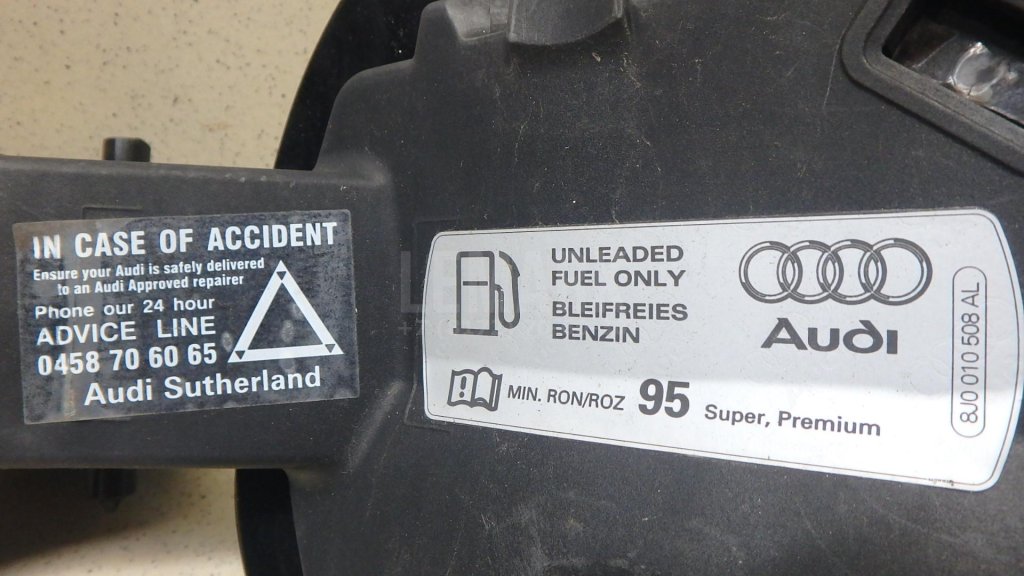 IN CASE OF ACCIDENT
Ensure your Audi is safely delivered
to an Audi Approved repairer
Phone our 24 hour
ADVICE LINE
0458 70 60 65
Audi Sutherland
UNLEADED
FUEL ONLY
BLEIFREIES
BENZIN
MIN. RON/ROZ 95 Super, Premium
Audi
8J0 010 508 AL